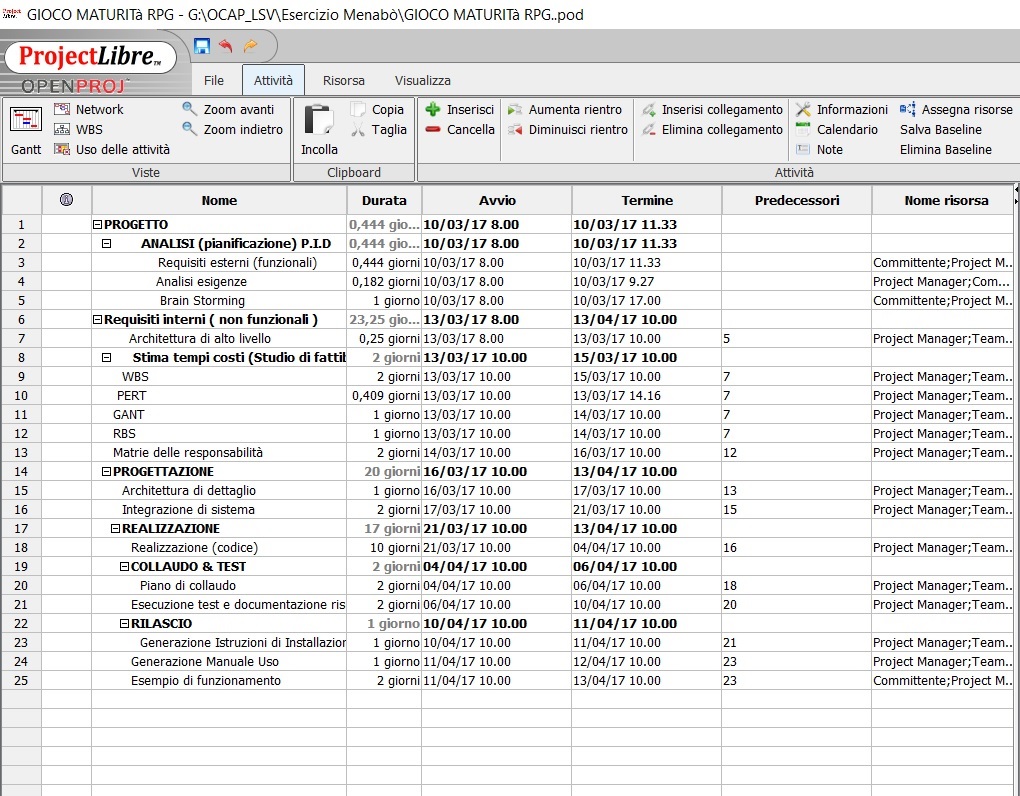 GIOCO MATURITà RPG - G:\OCAP_LSV\Esercizio Menabò\GIOCO MATURITà RPG..pod
ProjectLibre™
OPENPROJ
File Attività Risorsa Visualizza
Gantt
Network
WBS
Uso delle attività
Zoom avanti
Zoom indietro
Viste
Incolla
Copia
Taglia
Clipboard
Inserisci
Cancella
Aumenta rientro
Diminuisci rientro
Inserisi collegamento
Elimina collegamento
Informazioni
Calendario
Note
Assegna risorse
Salva Baseline
Elimina Baseline
Attività
Nome Durata Avvio Termine Predecessori Nome risorsa
1 PROGETTO 0,444 gio... 10/03/17 8.00 10/03/17 11.33
2 ANALISI (pianificazione) P.I.D 0,444 gio... 10/03/17 8.00 10/03/17 11.33
3 Requisiti esterni (funzionali) 0,444 giorni 10/03/17 8.00 10/03/17 11.33 Committente;Project M...
4 Analisi esigenze 0,182 giorni 10/03/17 8.00 10/03/17 9.27 Project Manager;Com...
5 Brain Storming 1 giorno 10/03/17 8.00 10/03/17 17.00 Committente;Project M...
6 Requisiti interni ( non funzionali ) 23,25 gio... 13/03/17 8.00 13/04/17 10.00
7 Architettura di alto livello 0,25 giorni 13/03/17 8.00 13/03/17 10.00 5 Project Manager;Team...
8 Stima tempi costi (Studio di fattib 2 giorni 13/03/17 10.00 15/03/17 10.00
9 WBS 2 giorni 13/03/17 10.00 15/03/17 10.00 7 Project Manager;Team...
10 PERT 0,409 giorni 13/03/17 10.00 13/03/17 14.16 7 Project Manager;Team...
11 GANT 1 giorno 13/03/17 10.00 14/03/17 10.00 7 Project Manager;Team...
12 RBS 1 giorno 13/03/17 10.00 14/03/17 10.00 7 Project Manager;Team...
13 Matrie delle responsabilità 2 giorni 14/03/17 10.00 16/03/17 10.00 12 Project Manager;Team...
14 PROGETTAZIONE 20 giorni 16/03/17 10.00 13/04/17 10.00
15 Architettura di dettaglio 1 giorno 16/03/17 10.00 17/03/17 10.00 13 Project Manager;Team...
16 Integrazione di sistema 2 giorni 17/03/17 10.00 21/03/17 10.00 15 Project Manager;Team...
17 REALIZZAZIONE 17 giorni 21/03/17 10.00 13/04/17 10.00
18 Realizzazione (codice) 10 giorni 21/03/17 10.00 04/04/17 10.00 16 Project Manager;Team...
19 COLLAUDO & TEST 2 giorni 04/04/17 10.00 06/04/17 10.00
20 Piano di collaudo 2 giorni 04/04/17 10.00 06/04/17 10.00 18 Project Manager;Team...
21 Esecuzione test e documentazione ris 2 giorni 06/04/17 10.00 10/04/17 10.00 20 Project Manager;Team...
22 RILASCIO 1 giorno 10/04/17 10.00 11/04/17 10.00
23 Generazione Istruzioni di Installazior 1 giorno 10/04/17 10.00 11/04/17 10.00 21 Project Manager;Team...
24 Generazione Manuale Uso 1 giorno 11/04/17 10.00 12/04/17 10.00 23 Project Manager;Team...
25 Esempio di funzionamento 2 giorni 11/04/17 10.00 13/04/17 10.00 23 Committente;Project M...